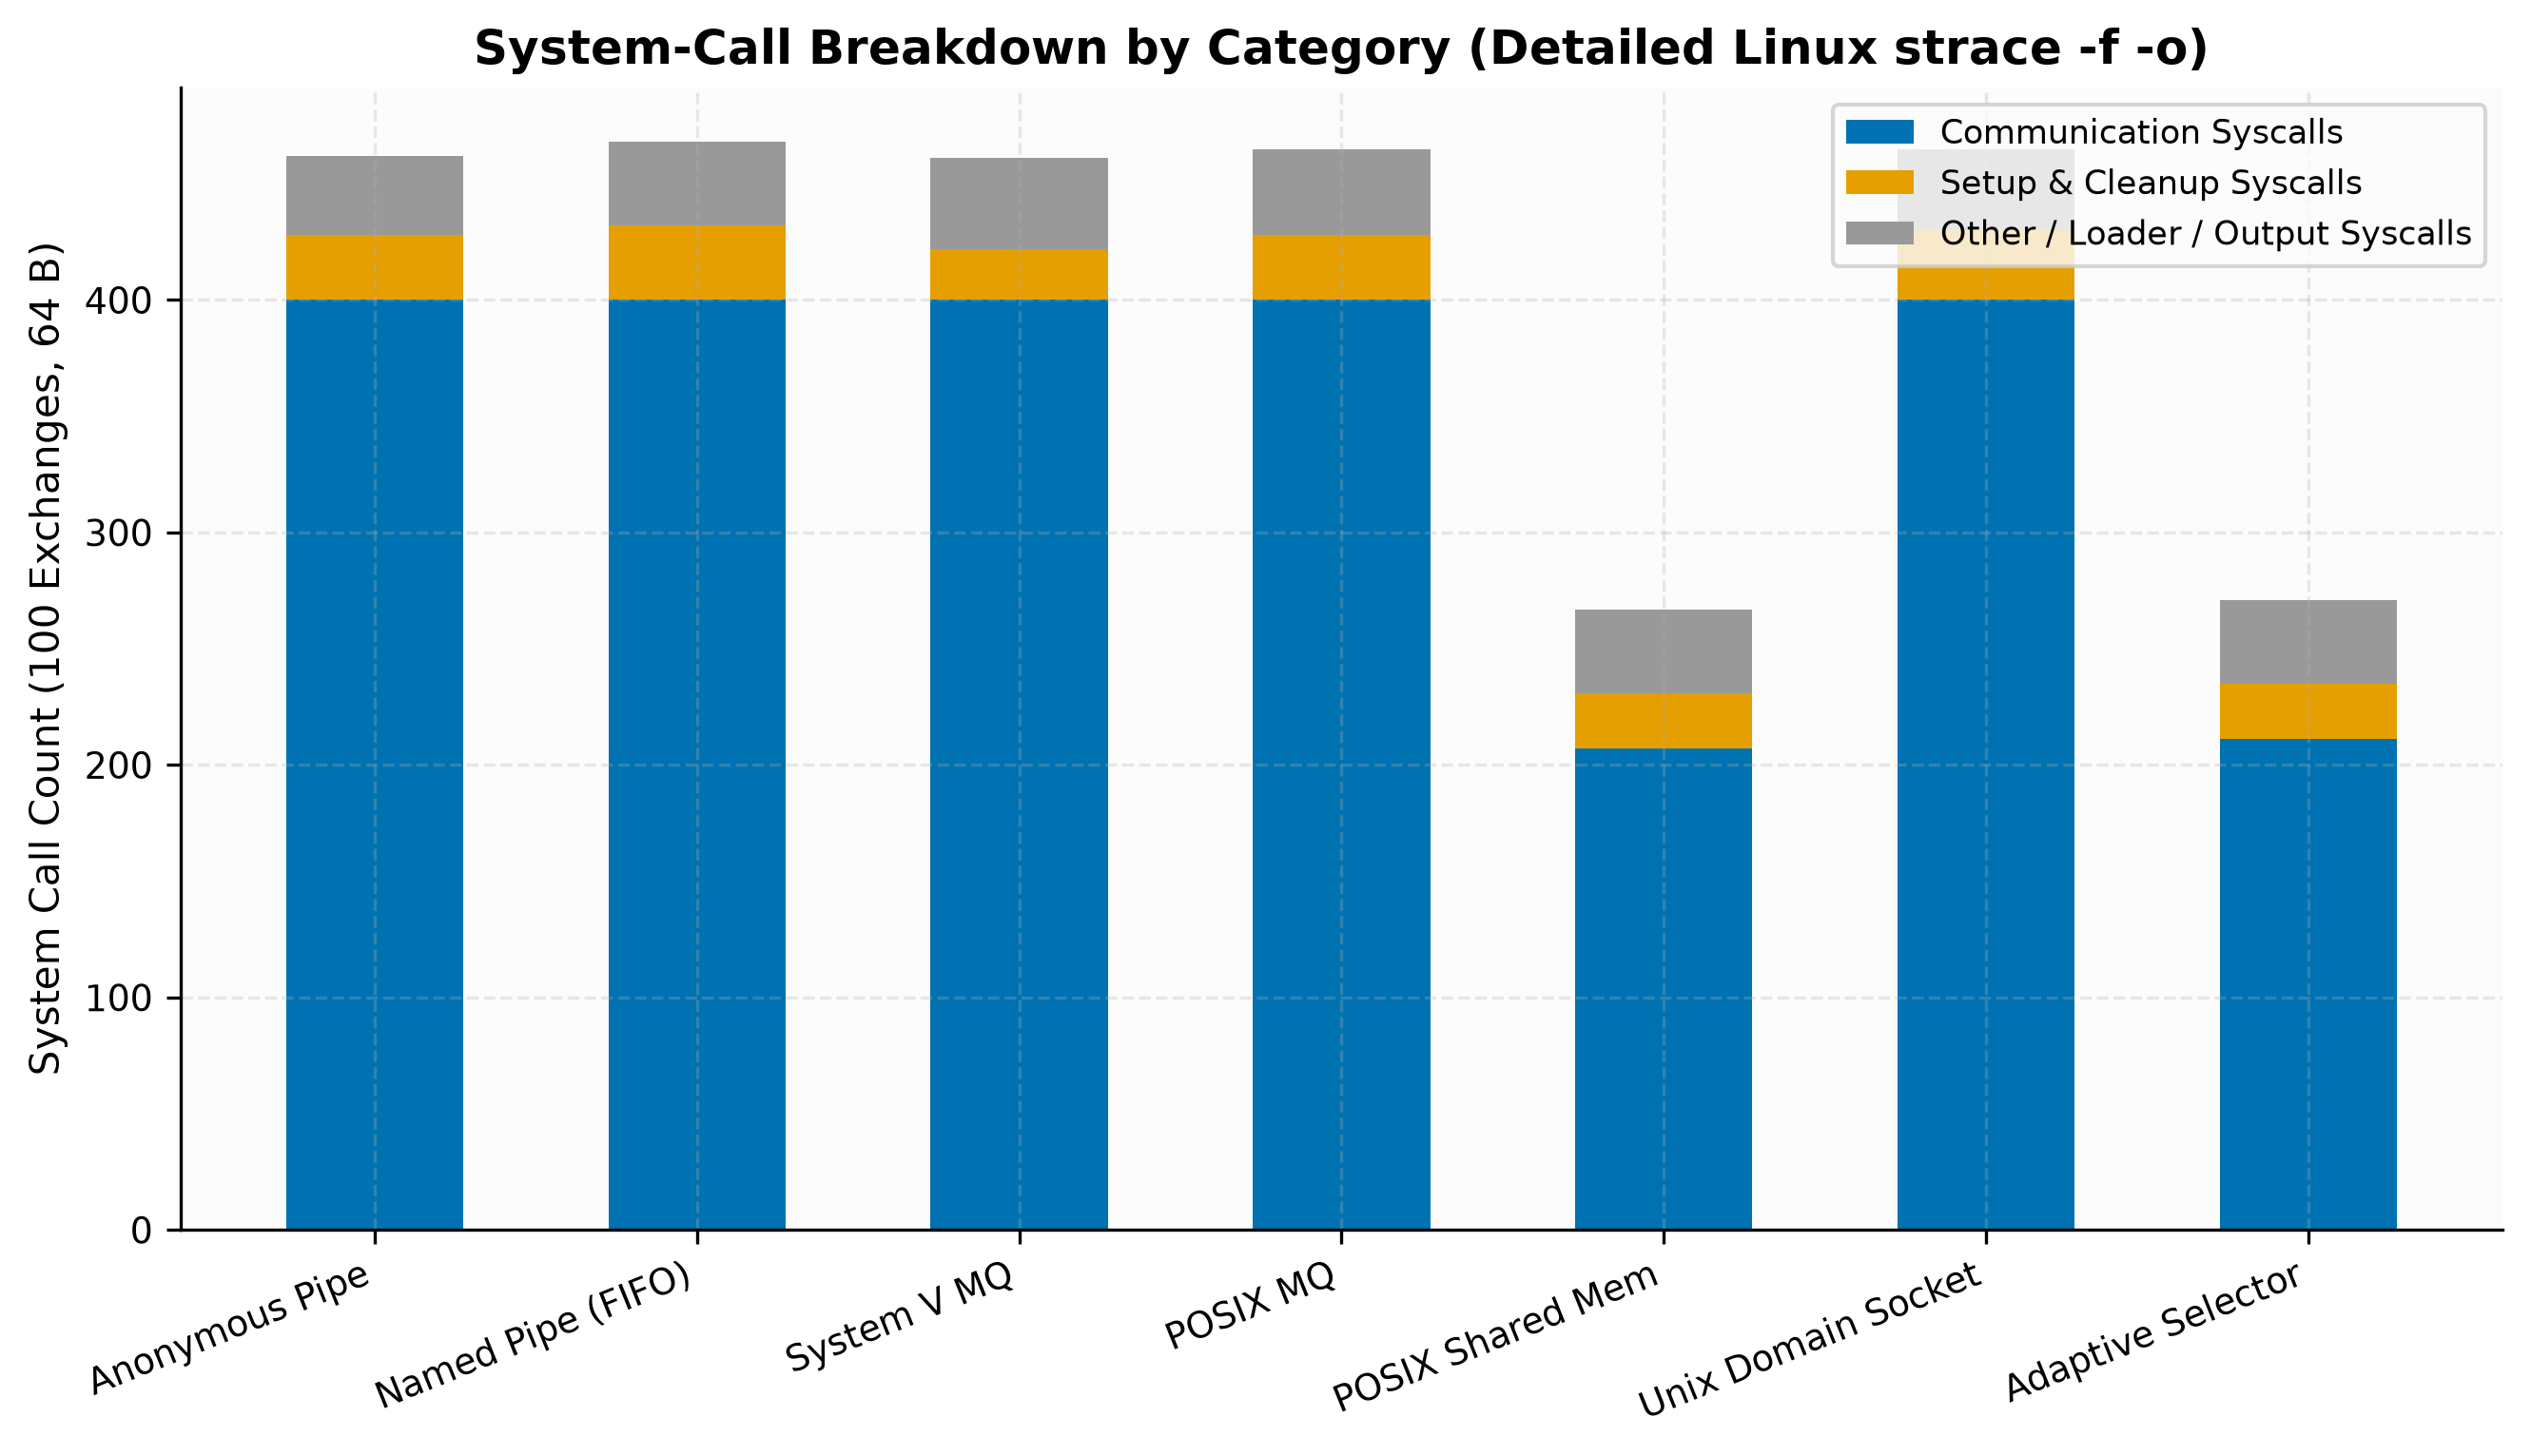 System-Call Breakdown by Category (Detailed Linux strace -f -o)
Communication Syscalls
Setup & Cleanup Syscalls
Other / Loader / Output Syscalls
System Call Count (100 Exchanges, 64 B)
400
300
200
100
0
Anonymous Pipe
Named Pipe (FIFO)
System V MQ
POSIX MQ
POSIX Shared Mem
Unix Domain Socket
Adaptive Selector